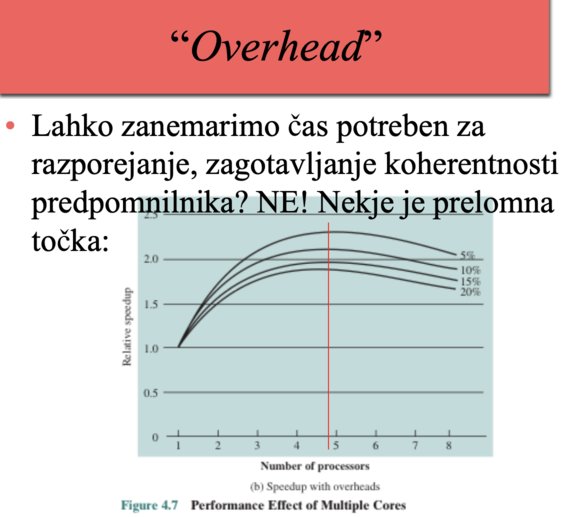 “Overhead”
• Lahko zanemarimo čas potreben za
razporejanje, zagotavljanje koherentnosti
predpomnilnika? NE! Nekje je prelomna
točka:
2.5
2.0
1.5
1.0
0.5
0
Relative speedup
5%
10%
15%
20%
1 2 3 4 5 6 7 8
Number of processors
(b) Speedup with overheads
Figure 4.7 Performance Effect of Multiple Cores